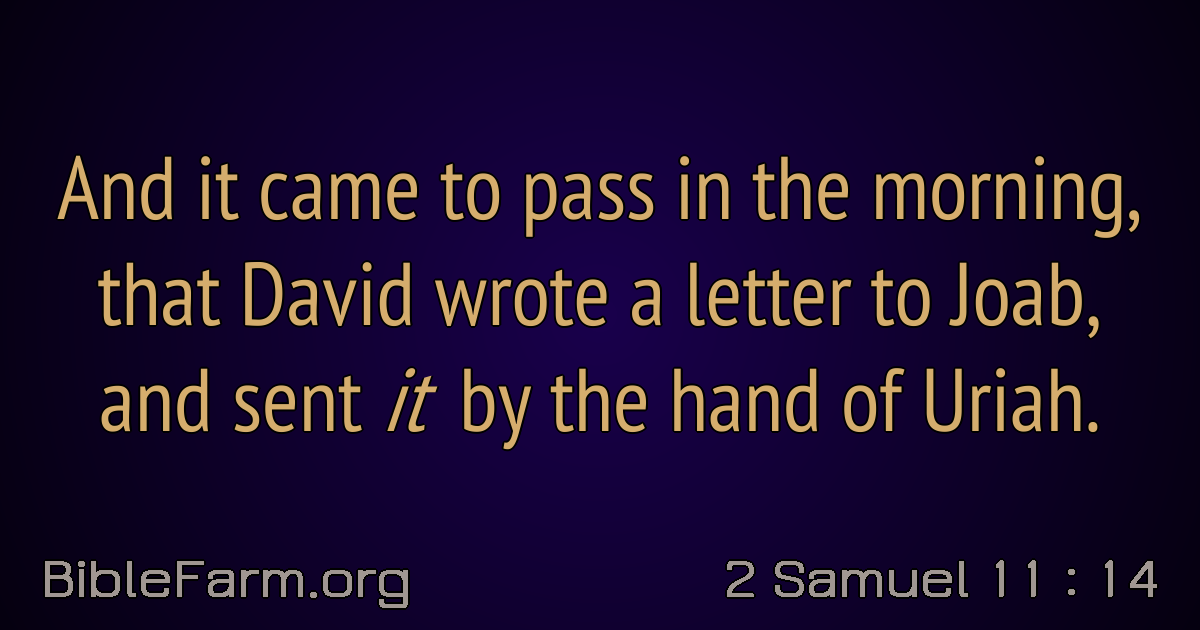 And it came to pass in the morning,
that David wrote a letter to Joab,
and sent it by the hand of Uriah.
BibleFarm.org
2 Samuel 11 : 14